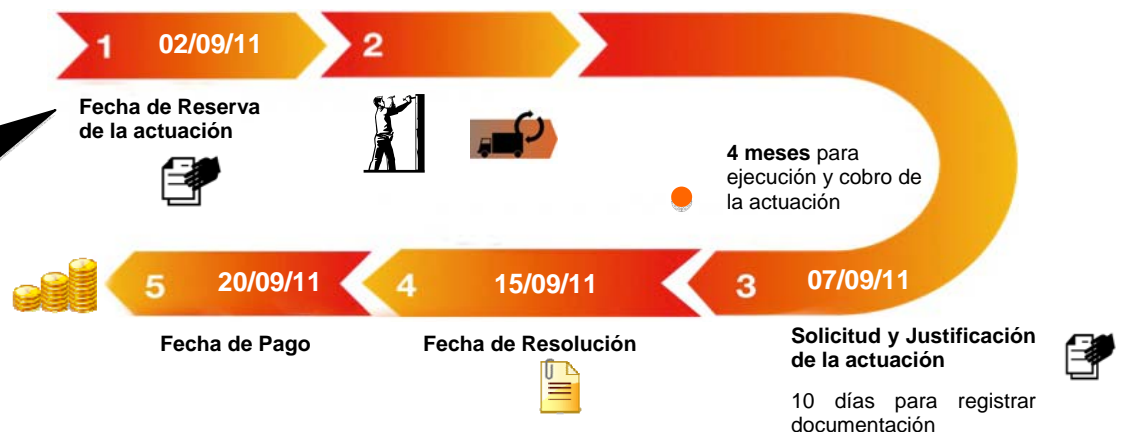 1 02/09/11 2
Fecha de Reserva
de la actuación
4 meses para
ejecución y cobro de
la actuación
5 20/09/11 4 15/09/11 3 07/09/11
Fecha de Pago Fecha de Resolución
Solicitud y Justificación
de la actuación
10 días para registrar
documentación